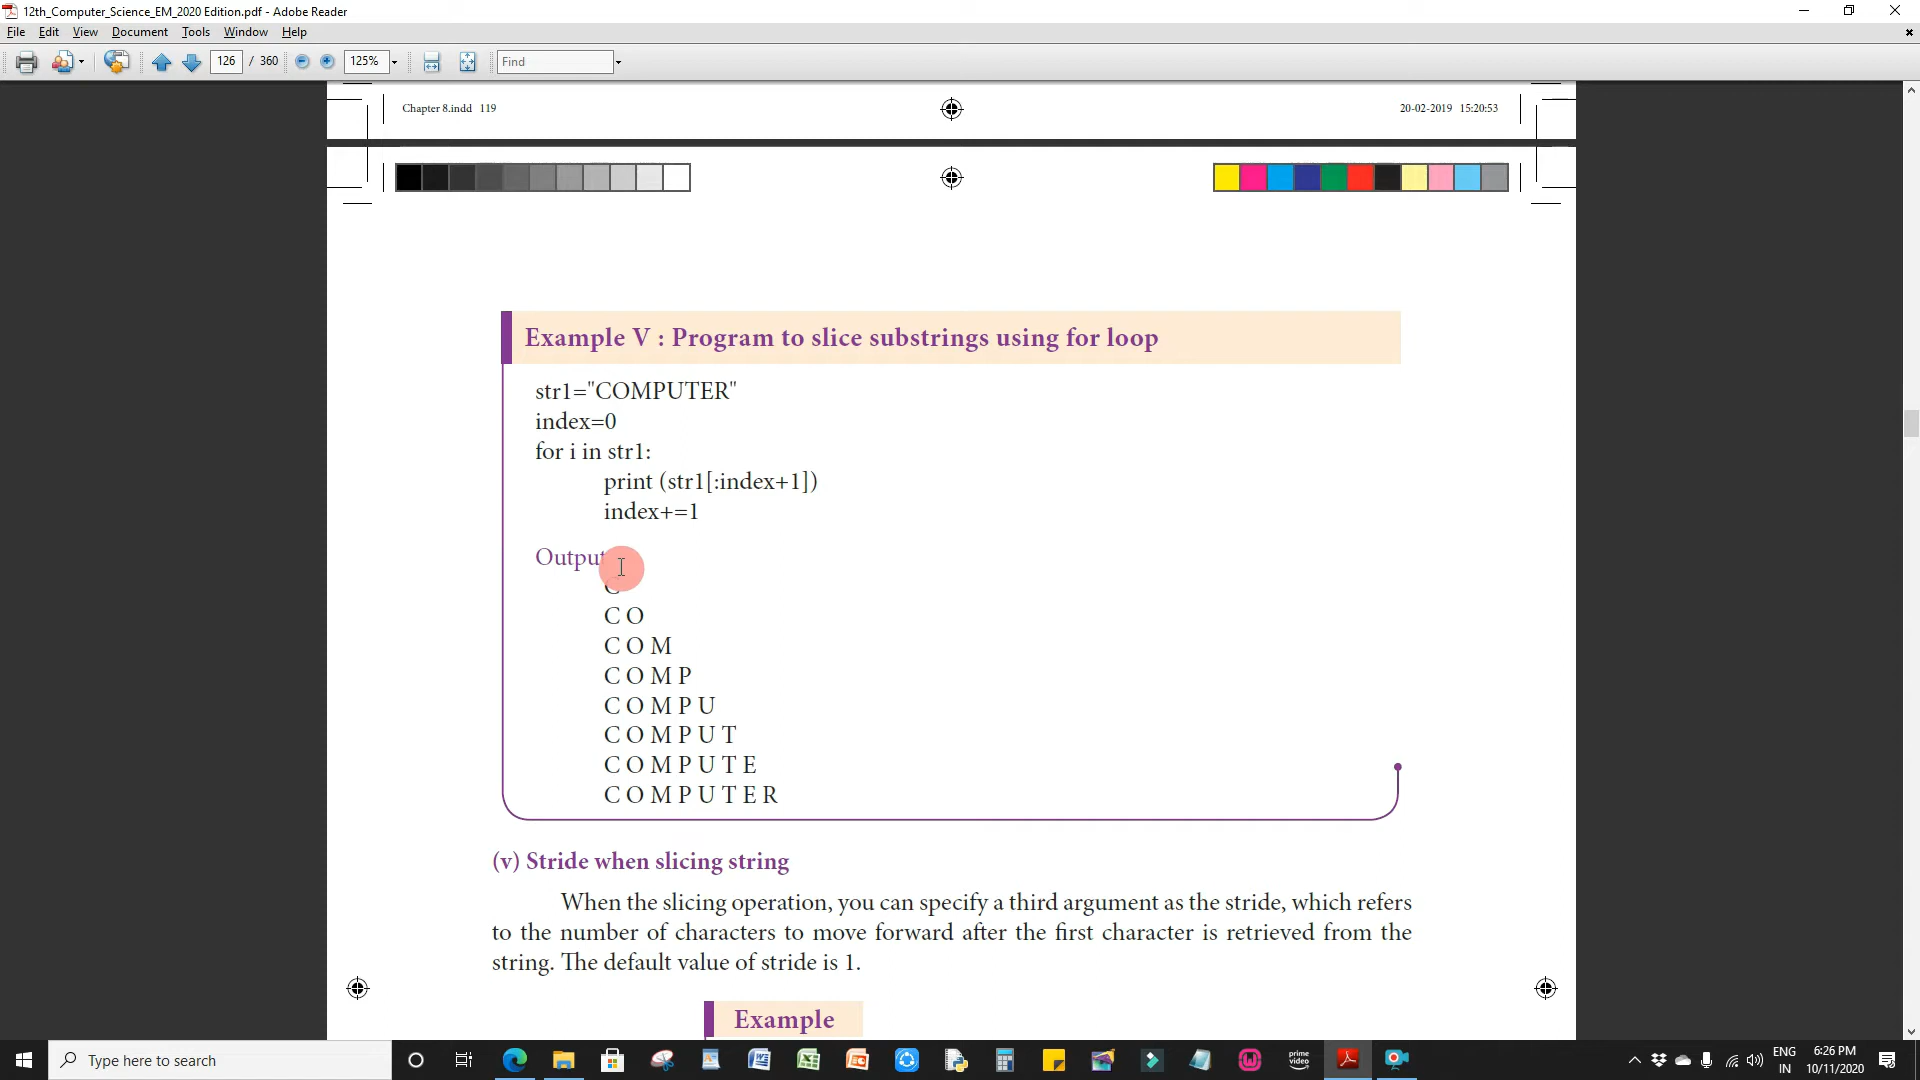 12th_Computer_Science_EM_2020 Edition.pdf - Adobe Reader
File Edit View Document Tools Window Help
126 / 360 125% Find
Chapter 8.indd 119 20-02-2019 15:20:53
Example V : Program to slice substrings using for loop
str1="COMPUTER"
index=0
for i in str1:
print (str1[:index+1])
index+=1
Output
C
C O
C O M
C O M P
C O M P U
C O M P U T
C O M P U T E
C O M P U T E R
(v) Stride when slicing string
When the slicing operation, you can specify a third argument as the stride, which refers
to the number of characters to move forward after the first character is retrieved from the
string. The default value of stride is 1.
Example
Type here to search
prime video
ENG
IN
6:26 PM
10/11/2020